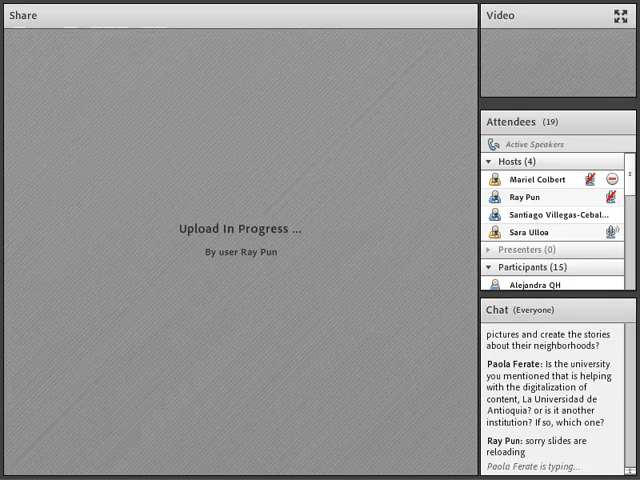 Share
Upload In Progress ...
By user Ray Pun
Video
Attendees (19)
Active Speakers
Hosts (4)
Mariel Colbert
Ray Pun
Santiago Villegas-Cebal...
Sara Ulloa
Presenters (0)
Participants (15)
Alejandra QH
Chat (Everyone)
pictures and create the stories
about their neighborhoods?
Paola Ferate: Is the university
you mentioned that is helping
with the digitalization of
content, La Universidad de
Antioquia? or is it another
institution? If so, which one?
Ray Pun: sorry slides are
reloading
Paola Ferate is typing...